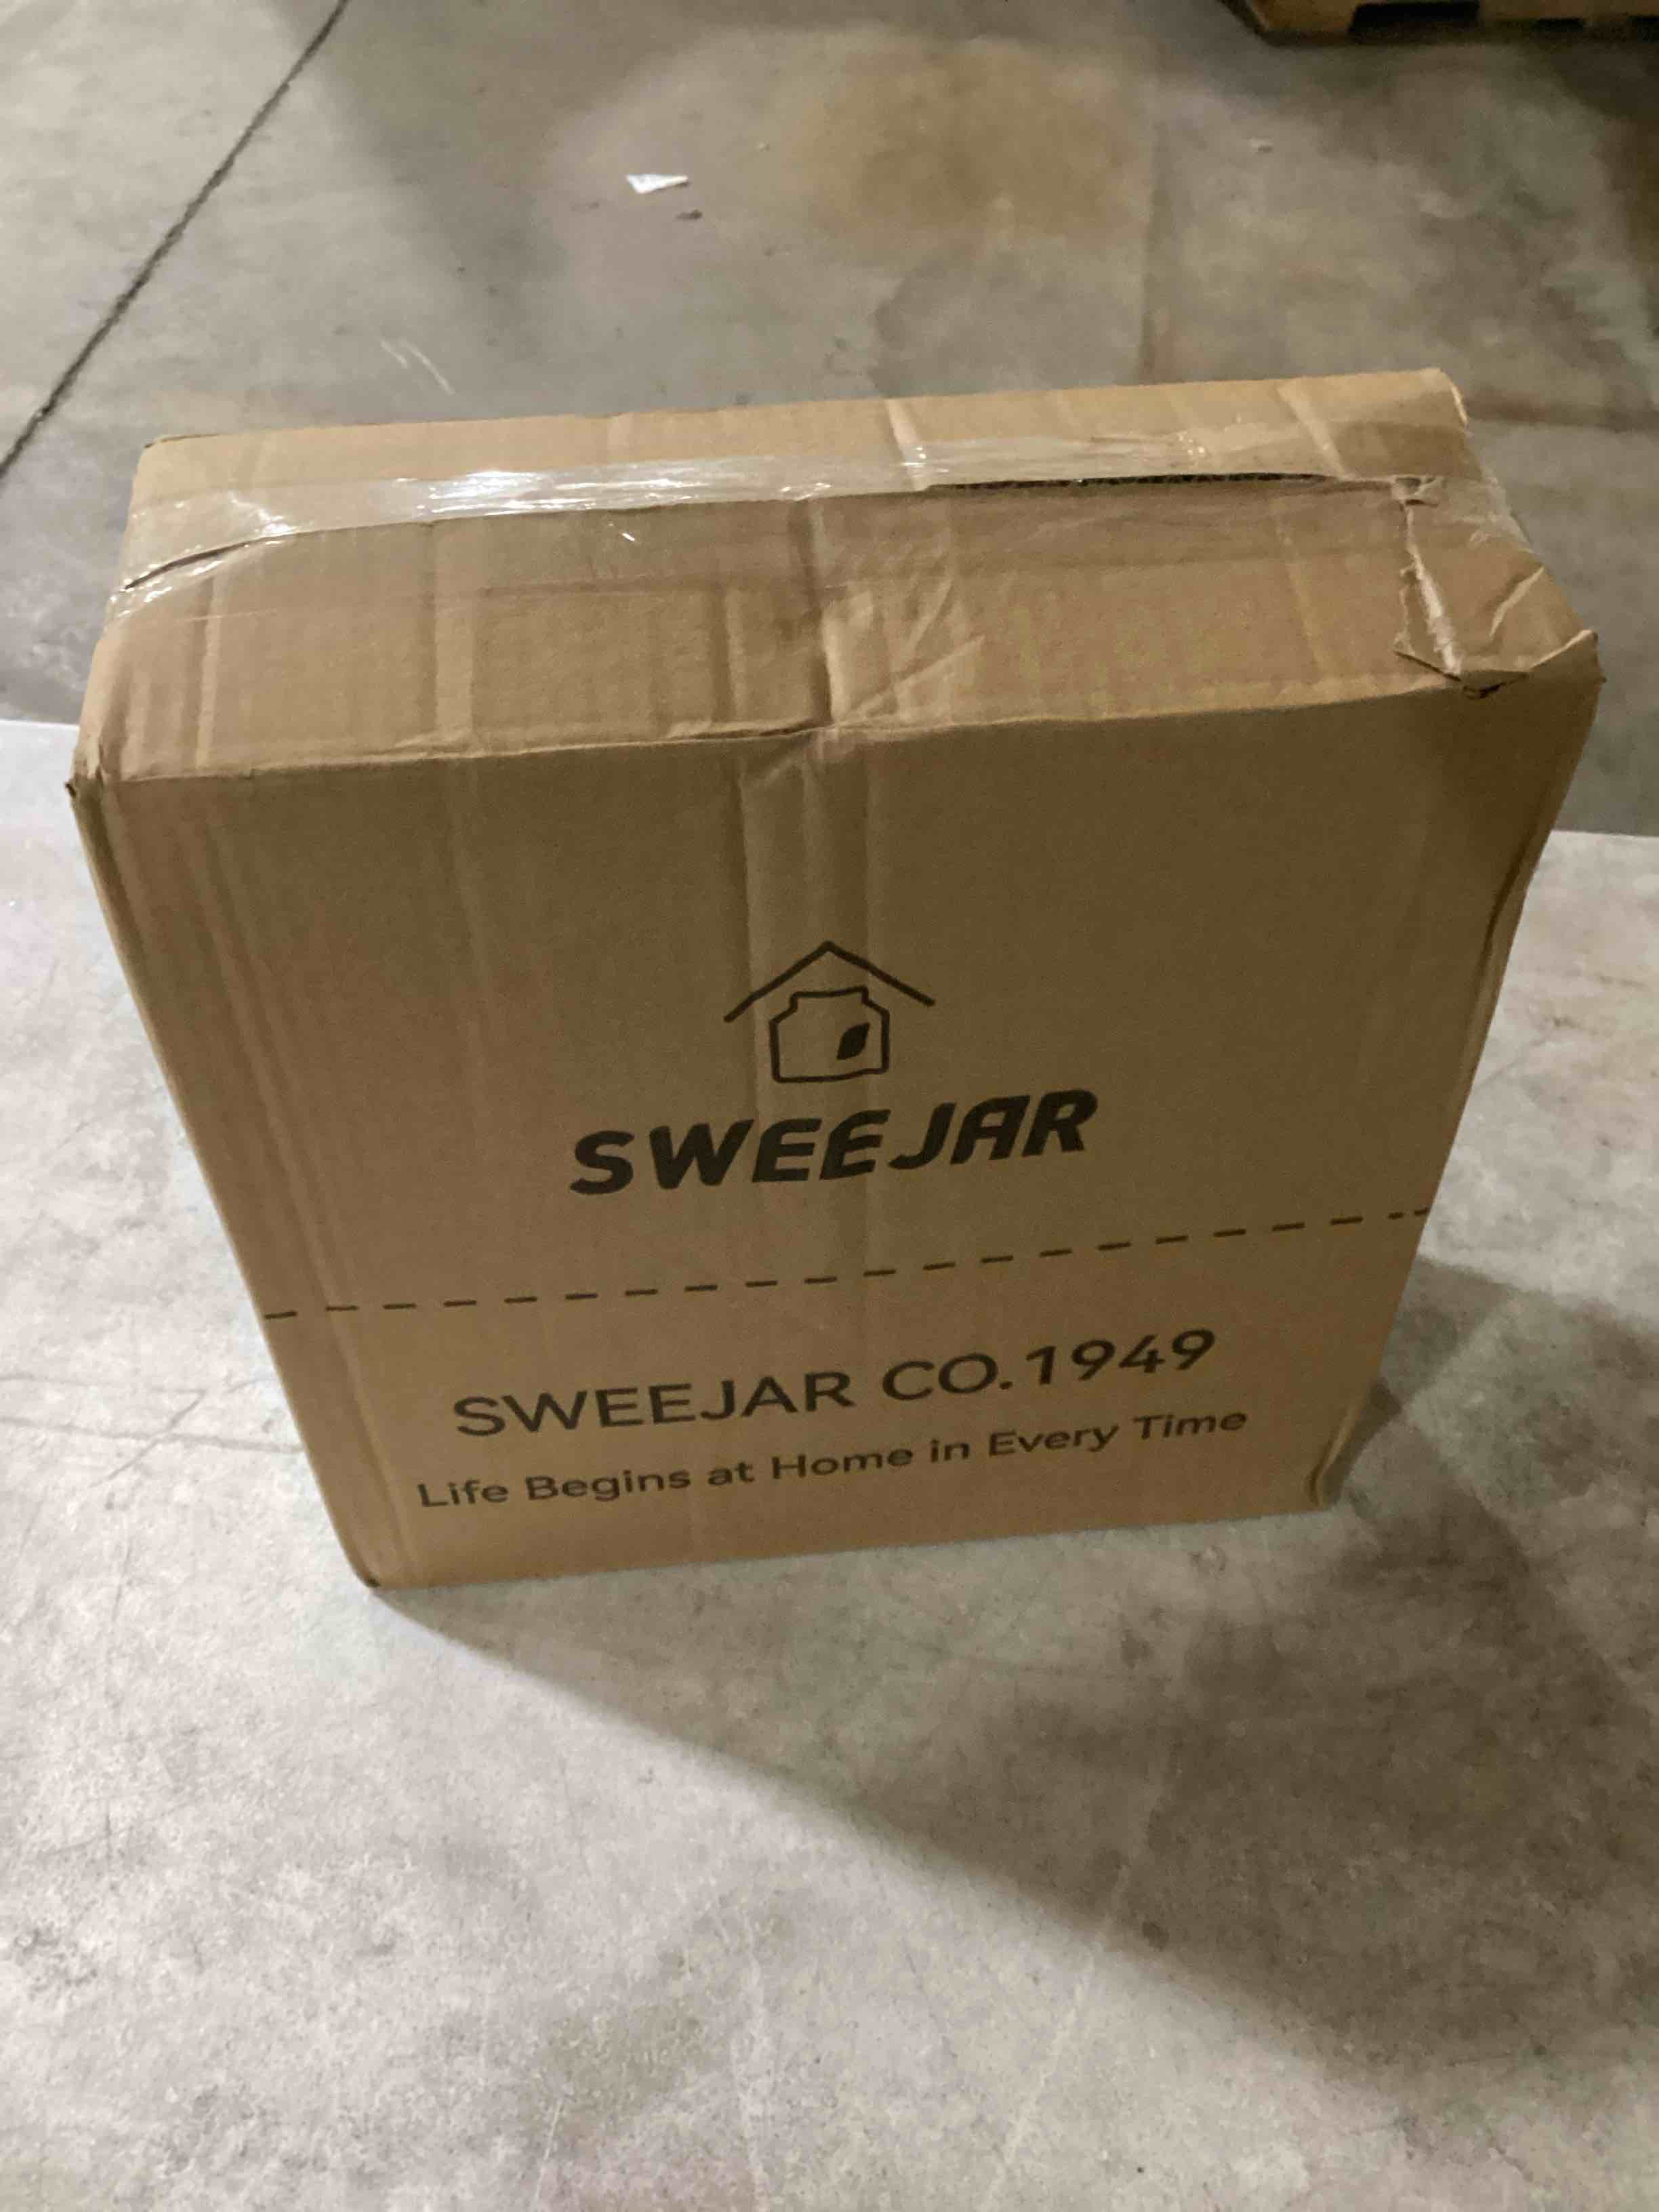 SWEEJAR
SWEEJAR CO.1949
Life Begins at Home in Every Time